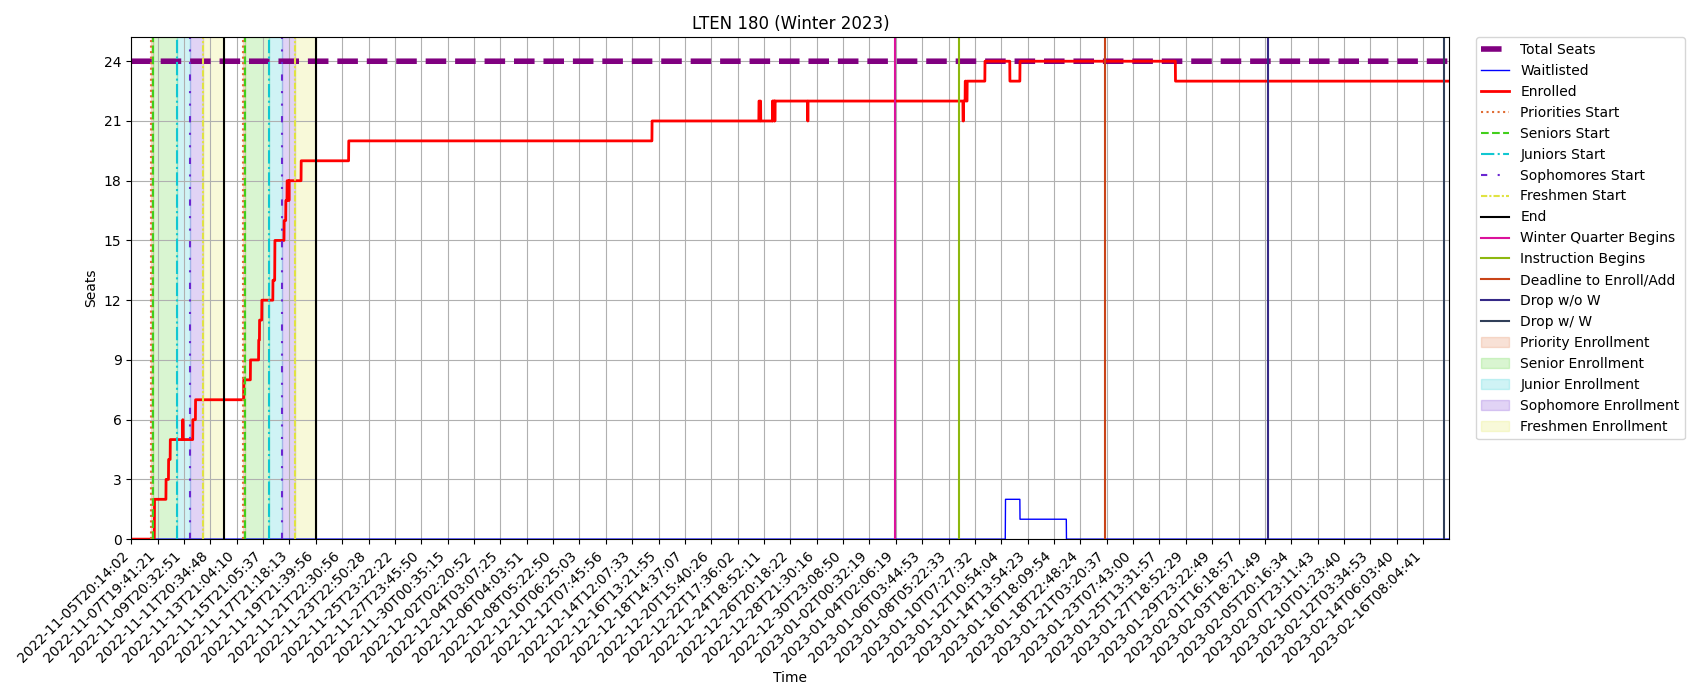 LTEN 180 (Winter 2023)
24
21
18
15
12
9
6
3
0
Seats
2022-11-05T20:14:02
2022-11-07T19:41:21
2022-11-09T20:32:51
2022-11-11T20:34:48
2022-11-13T21:04:10
2022-11-15T21:05:37
2022-11-17T21:18:13
2022-11-19T21:39:56
2022-11-21T22:30:56
2022-11-23T23:50:28
2022-11-25T23:22:22
2022-11-27T23:45:50
2022-11-30T00:35:15
2022-12-02T02:20:52
2022-12-04T03:07:25
2022-12-06T04:03:51
2022-12-08T05:22:50
2022-12-10T06:25:03
2022-12-12T07:45:56
2022-12-14T12:07:33
2022-12-16T13:21:55
2022-12-18T14:37:07
2022-12-20T15:40:26
2022-12-22T17:36:02
2022-12-24T18:52:11
2022-12-26T20:18:22
2022-12-28T21:30:16
2022-12-30T23:08:50
2023-01-02T00:32:19
2023-01-04T02:06:19
2023-01-06T03:44:53
2023-01-08T05:22:33
2023-01-10T07:27:32
2023-01-12T10:54:04
2023-01-14T13:54:23
2023-01-16T18:09:54
2023-01-18T22:48:24
2023-01-21T03:20:37
2023-01-23T07:43:00
2023-01-25T13:31:57
2023-01-27T18:52:29
2023-01-29T23:22:49
2023-02-01T16:18:57
2023-02-03T18:21:49
2023-02-05T20:16:34
2023-02-07T23:11:43
2023-02-10T01:23:40
2023-02-12T03:34:53
2023-02-14T06:03:40
2023-02-16T08:04:41
Time
Total Seats
Waitlisted
Enrolled
Priorities Start
Seniors Start
Juniors Start
Sophomores Start
Freshmen Start
End
Winter Quarter Begins
Instruction Begins
Deadline to Enroll/Add
Drop w/o W
Drop w/ W
Priority Enrollment
Senior Enrollment
Junior Enrollment
Sophomore Enrollment
Freshmen Enrollment